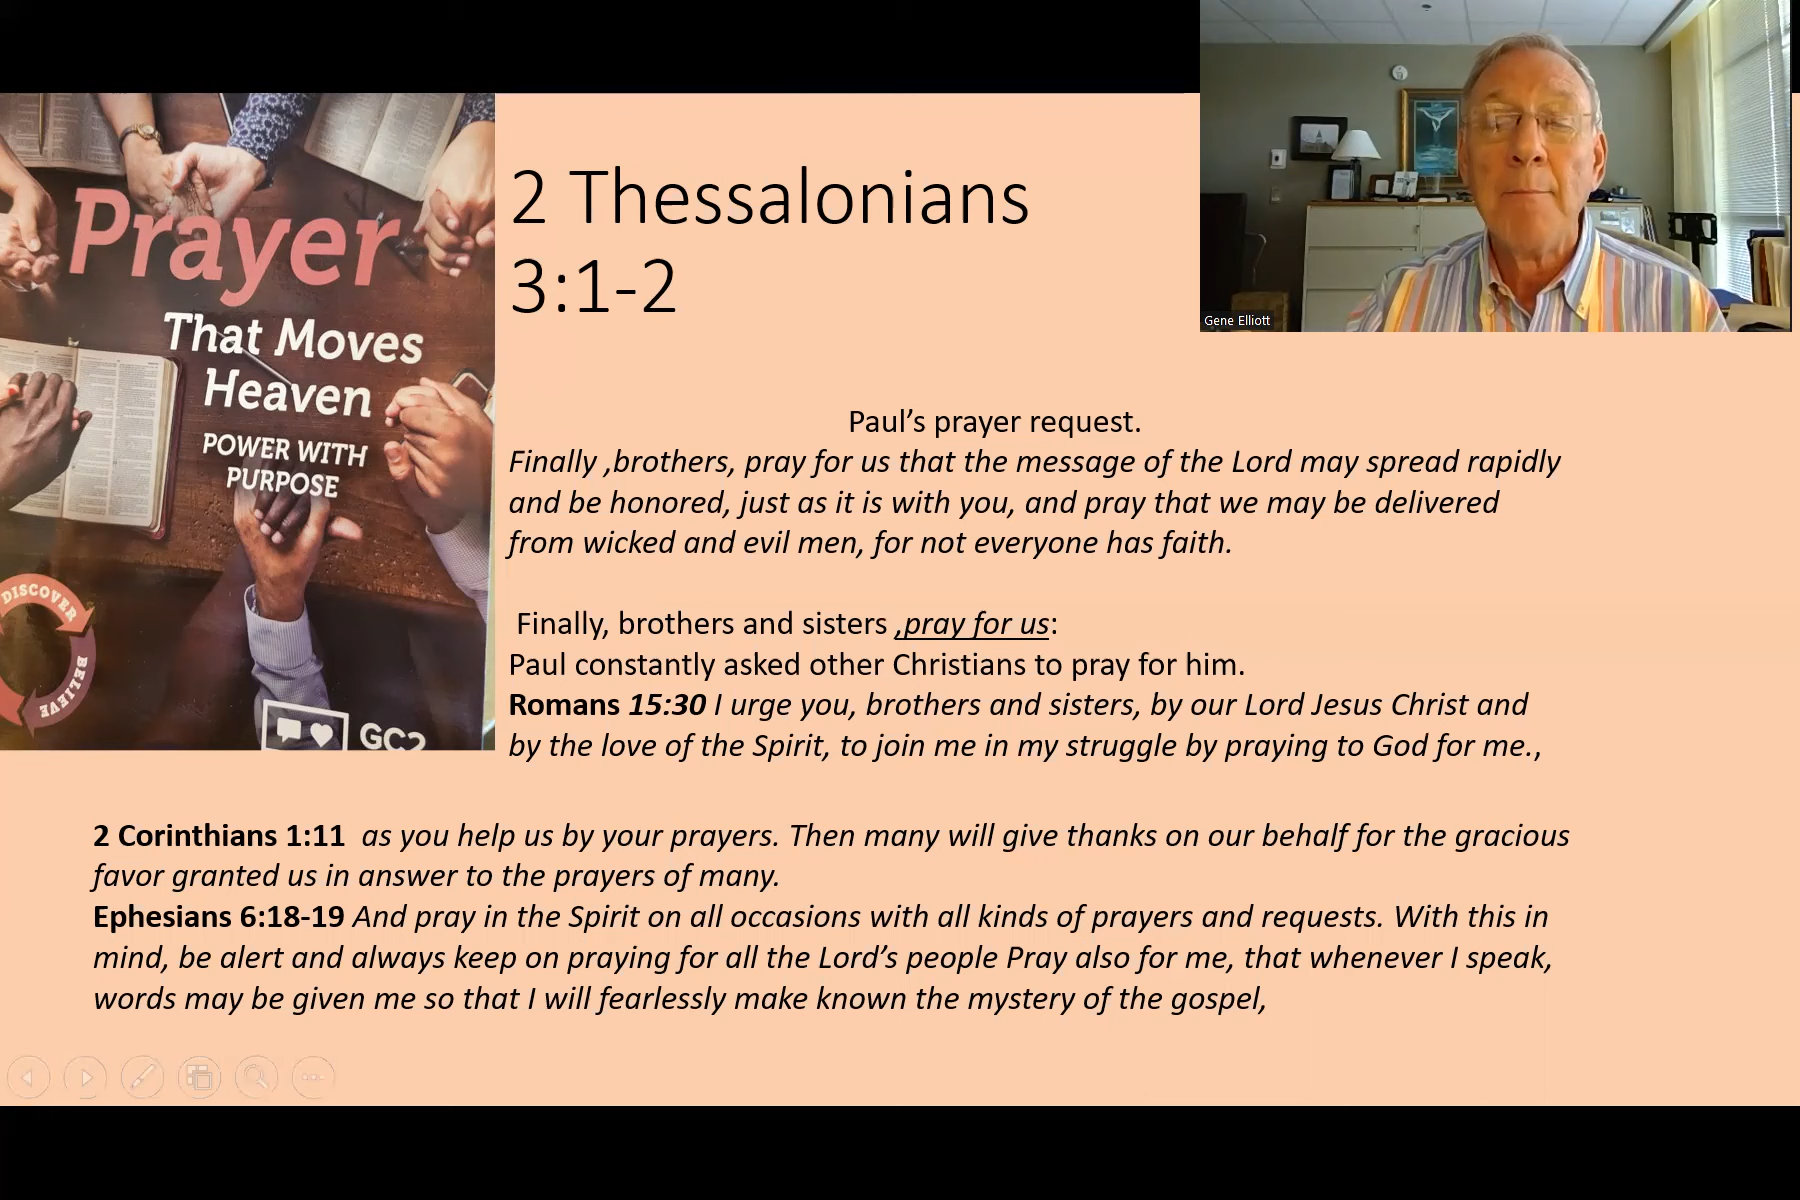 Prayer
That Moves
Heaven
POWER WITH
PURPOSE
DISCOVER
BELIEVE
GC2
2 Thessalonians
3:1-2
Gene Elliott
Paul’s prayer request.
Finally ,brothers, pray for us that the message of the Lord may spread rapidly
and be honored, just as it is with you, and pray that we may be delivered
from wicked and evil men, for not everyone has faith.
Finally, brothers and sisters ,pray for us:
Paul constantly asked other Christians to pray for him.
Romans 15:30 I urge you, brothers and sisters, by our Lord Jesus Christ and
by the love of the Spirit, to join me in my struggle by praying to God for me.,
2 Corinthians 1:11 as you help us by your prayers. Then many will give thanks on our behalf for the gracious
favor granted us in answer to the prayers of many.
Ephesians 6:18-19 And pray in the Spirit on all occasions with all kinds of prayers and requests. With this in
mind, be alert and always keep on praying for all the Lord’s people Pray also for me, that whenever I speak,
words may be given me so that I will fearlessly make known the mystery of the gospel,